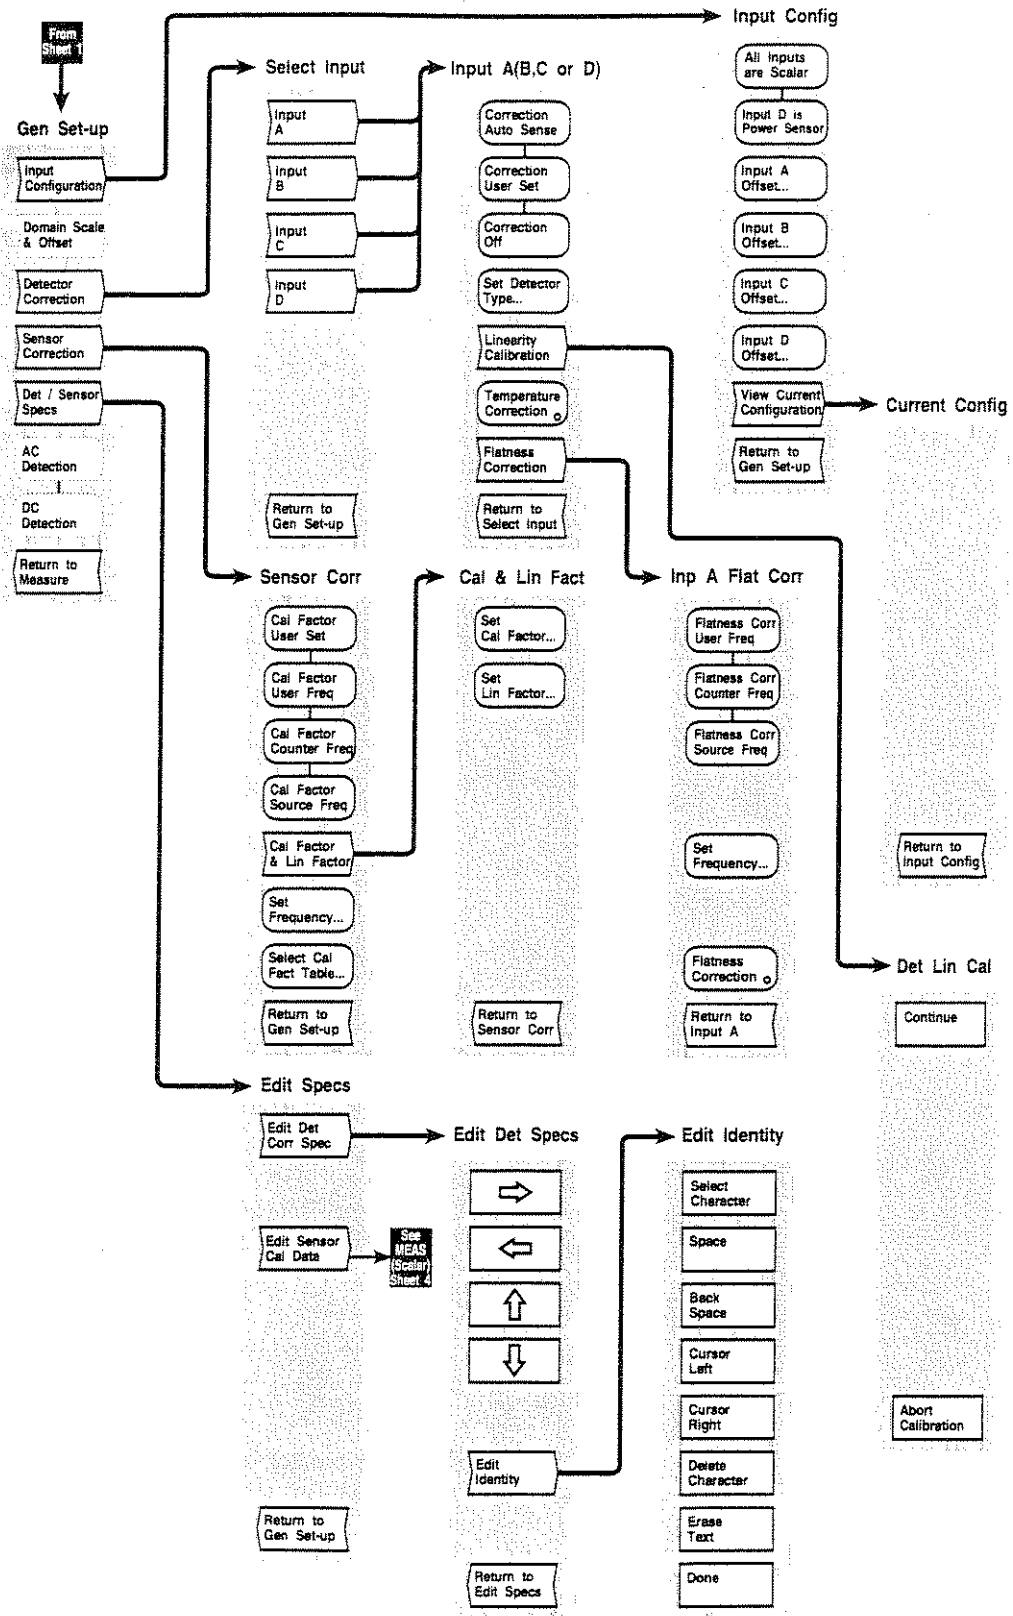 From
Sheet 1
Gen Set-up
Input
Configuration
Domain Scale
& Offset
Detector
Correction
Sensor
Correction
Det / Sensor
Specs
AC
Detection
DC
Detection
Return to
Measure
Select Input
Input
A
Input
B
Input
C
Input
D
Return to
Gen Set-up
Input A(B,C or D)
Correction
Auto Sense
Correction
User Set
Correction
Off
Set Detector
Type...
Linearity
Calibration
Temperature
Correction
Flatness
Correction
Return to
Select Input
Input Config
All Inputs
are Scalar
Input D is
Power Sensor
Input A
Offset...
Input B
Offset...
Input C
Offset...
Input D
Offset...
View Current
Configuration
Return to
Gen Set-up
Current Config
Return to
Input Config
Sensor Corr
Cal Factor
User Set
Cal Factor
User Freq
Cal Factor
Counter Freq
Cal Factor
Source Freq
Cal Factor
& Lin Factor
Set
Frequency...
Select Cal
Fact Table...
Return to
Gen Set-up
Cal & Lin Fact
Set
Cal Factor...
Set
Lin Factor...
Return to
Sensor Corr
Inp A Flat Corr
Flatness Corr
User Freq
Flatness Corr
Counter Freq
Flatness Corr
Source Freq
Set
Frequency...
Flatness
Correction
Return to
Input A
Det Lin Cal
Continue
Abort
Calibration
Edit Specs
Edit Det
Corr Spec
Edit Sensor
Cal Data
See
MEAS
(Scalar)
Sheet 4
Return to
Gen Set-up
Edit Det Specs
Edit
Identity
Return to
Edit Specs
Edit Identity
Select
Character
Space
Back
Space
Cursor
Left
Cursor
Right
Delete
Character
Erase
Text
Done